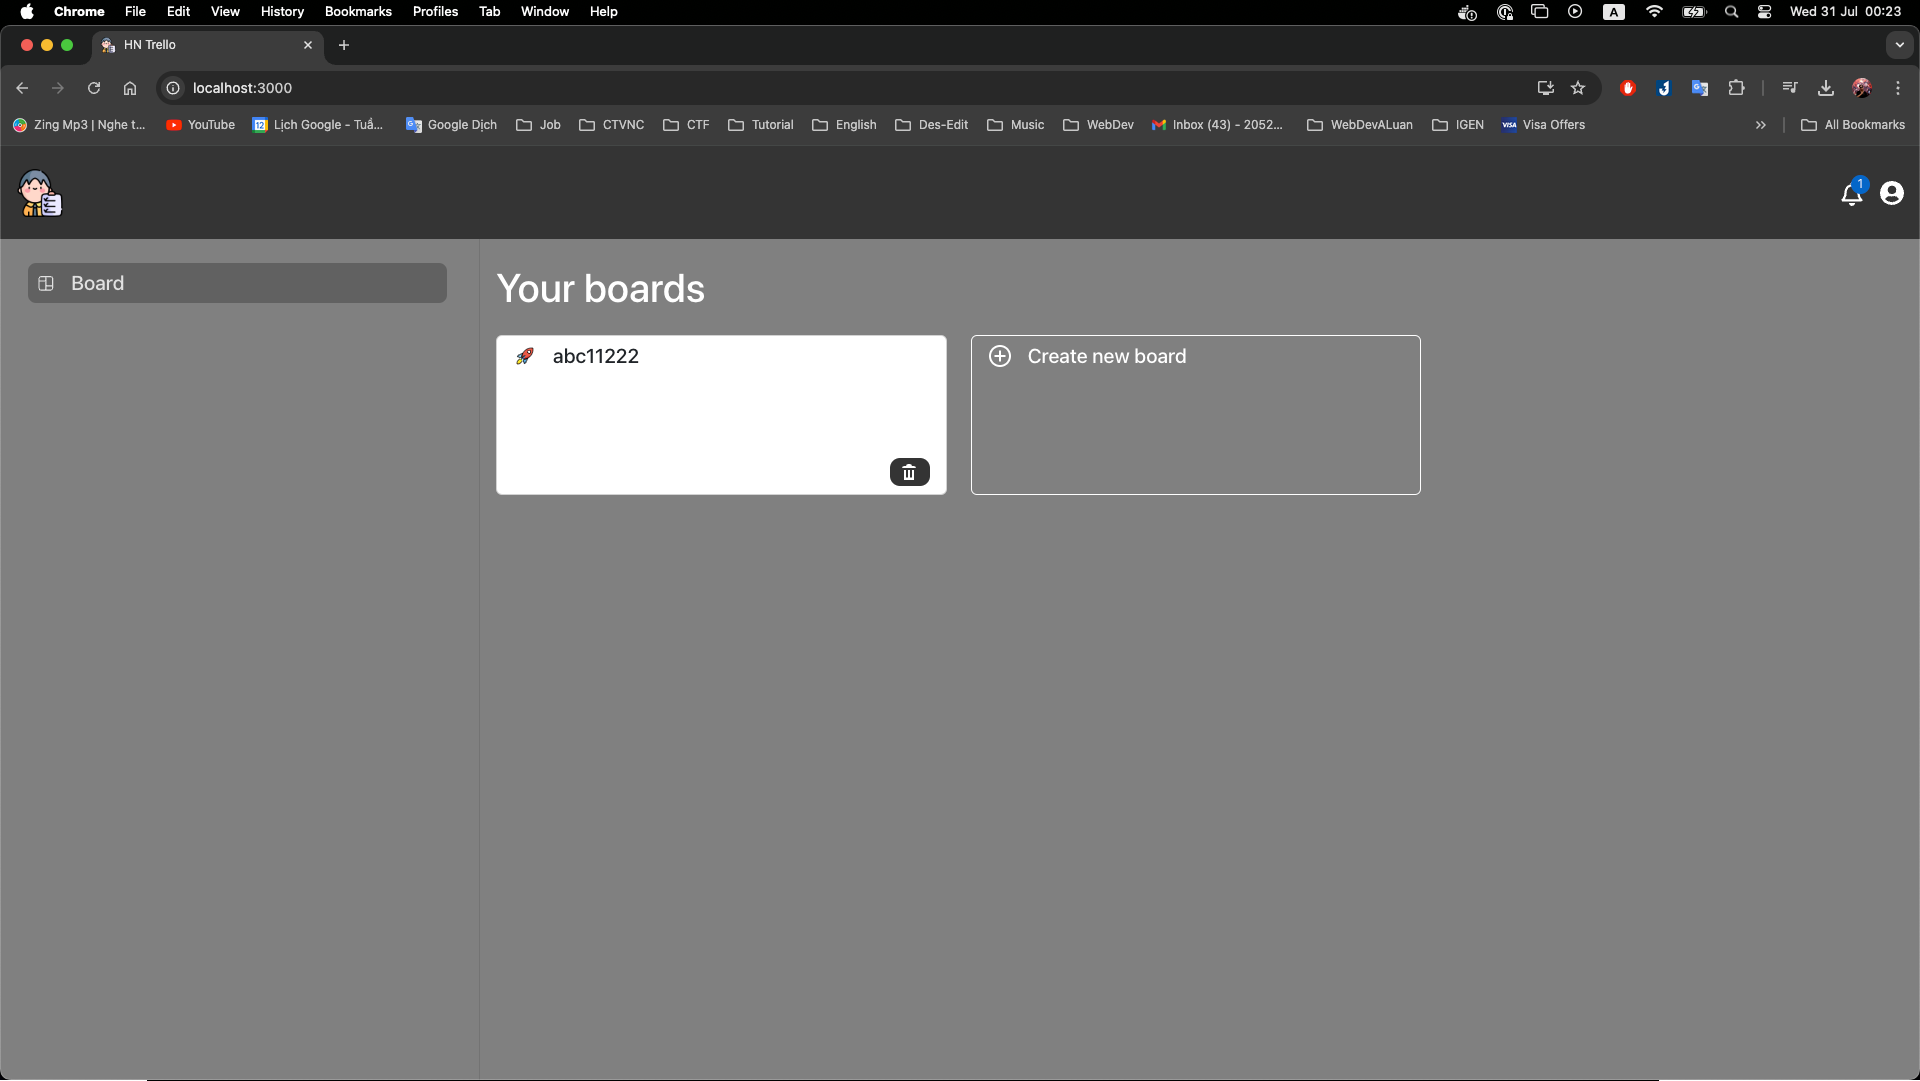 Chrome File Edit View History Bookmarks Profiles Tab Window Help A Wed 31 Jul 00:23
HN Trello
localhost:3000
Zing Mp3 | Nghe t... YouTube 12 Lịch Google - Tuầ... Google Dịch Job CTVNC CTF Tutorial English Des-Edit Music WebDev Inbox (43) - 2052... WebDevALuan IGEN VISA Visa Offers All Bookmarks
1
Board
Your boards
abc11222
Create new board